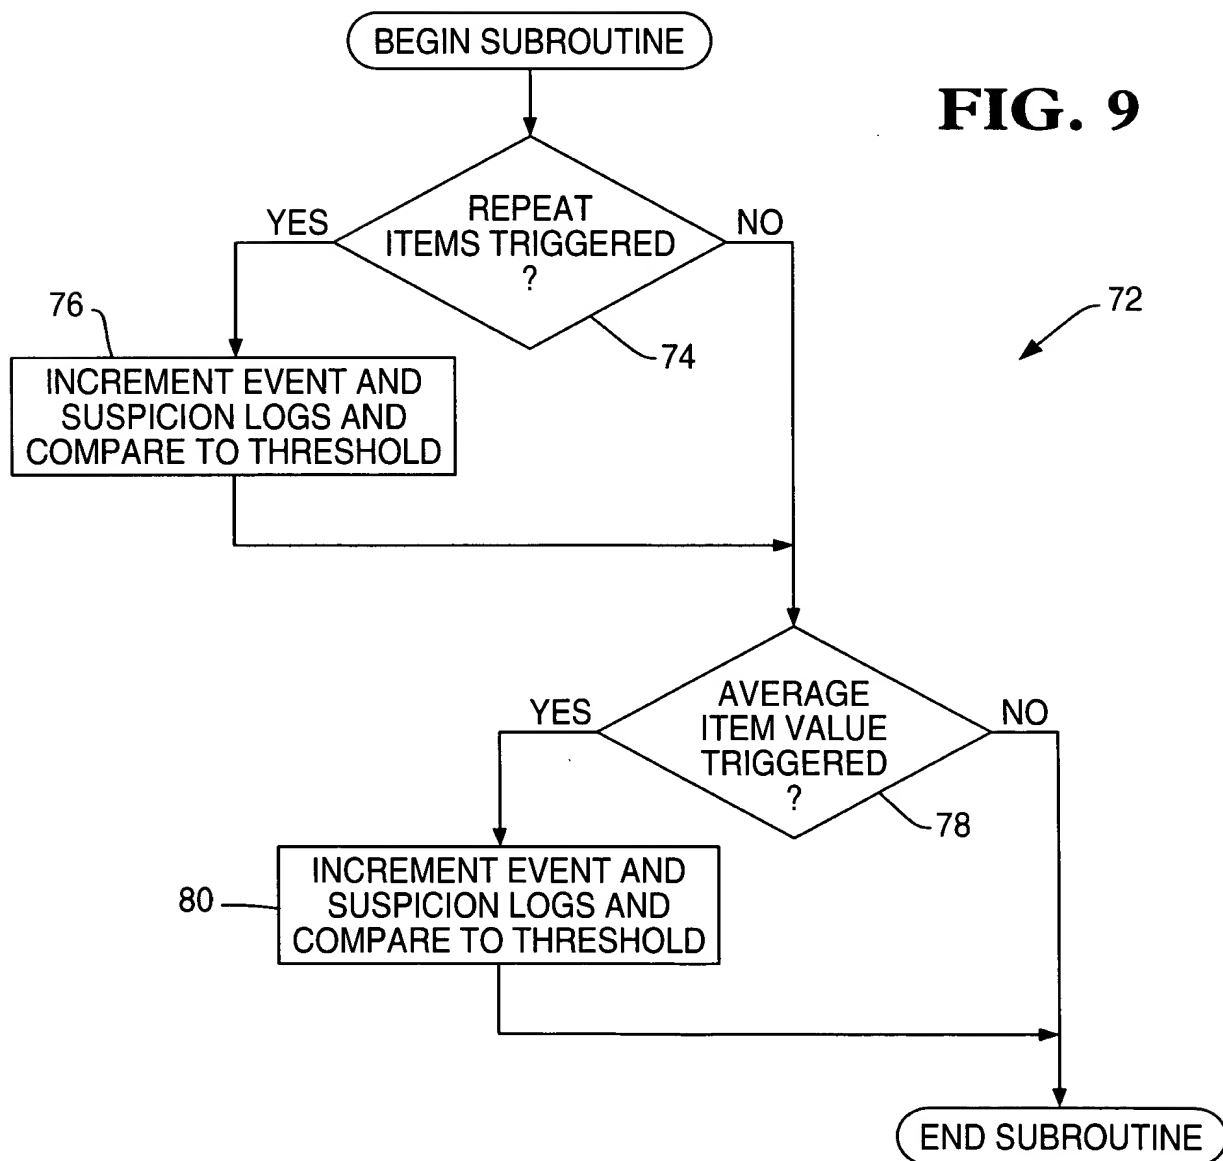 BEGIN SUBROUTINE
FIG. 9
REPEAT
ITEMS TRIGGERED
?
YES
NO
74
72
76
INCREMENT EVENT AND
SUSPICION LOGS AND
COMPARE TO THRESHOLD
AVERAGE
ITEM VALUE
TRIGGERED
?
YES
NO
78
80
INCREMENT EVENT AND
SUSPICION LOGS AND
COMPARE TO THRESHOLD
END SUBROUTINE